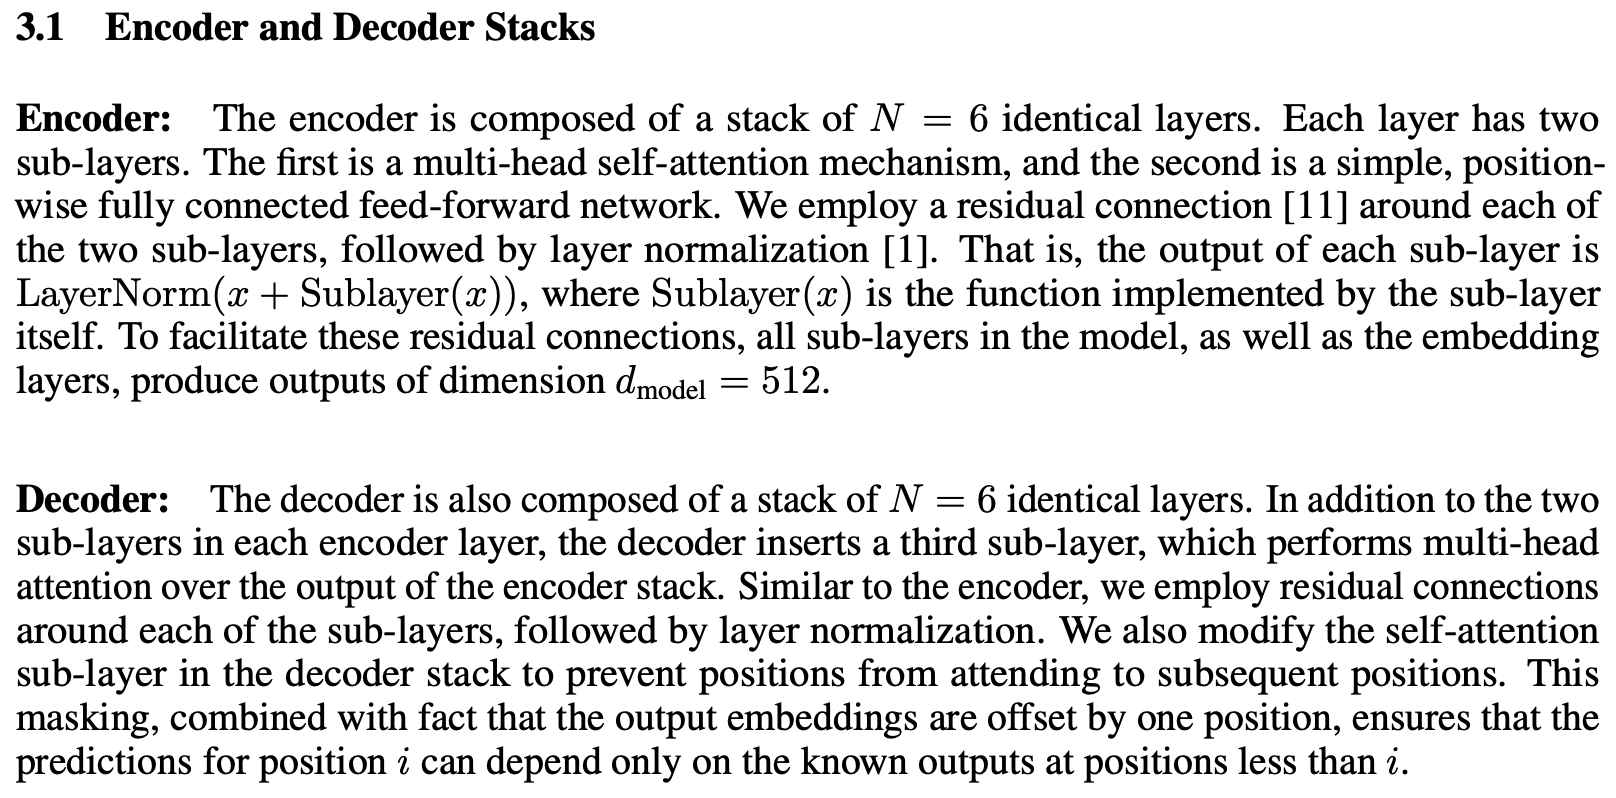 3.1 Encoder and Decoder Stacks
Encoder: The encoder is composed of a stack of N = 6 identical layers. Each layer has two
sub-layers. The first is a multi-head self-attention mechanism, and the second is a simple, position-
wise fully connected feed-forward network. We employ a residual connection [11] around each of
the two sub-layers, followed by layer normalization [1]. That is, the output of each sub-layer is
LayerNorm(x + Sublayer(x)), where Sublayer(x) is the function implemented by the sub-layer
itself. To facilitate these residual connections, all sub-layers in the model, as well as the embedding
layers, produce outputs of dimension d_model = 512.
Decoder: The decoder is also composed of a stack of N = 6 identical layers. In addition to the two
sub-layers in each encoder layer, the decoder inserts a third sub-layer, which performs multi-head
attention over the output of the encoder stack. Similar to the encoder, we employ residual connections
around each of the sub-layers, followed by layer normalization. We also modify the self-attention
sub-layer in the decoder stack to prevent positions from attending to subsequent positions. This
masking, combined with fact that the output embeddings are offset by one position, ensures that the
predictions for position i can depend only on the known outputs at positions less than i.